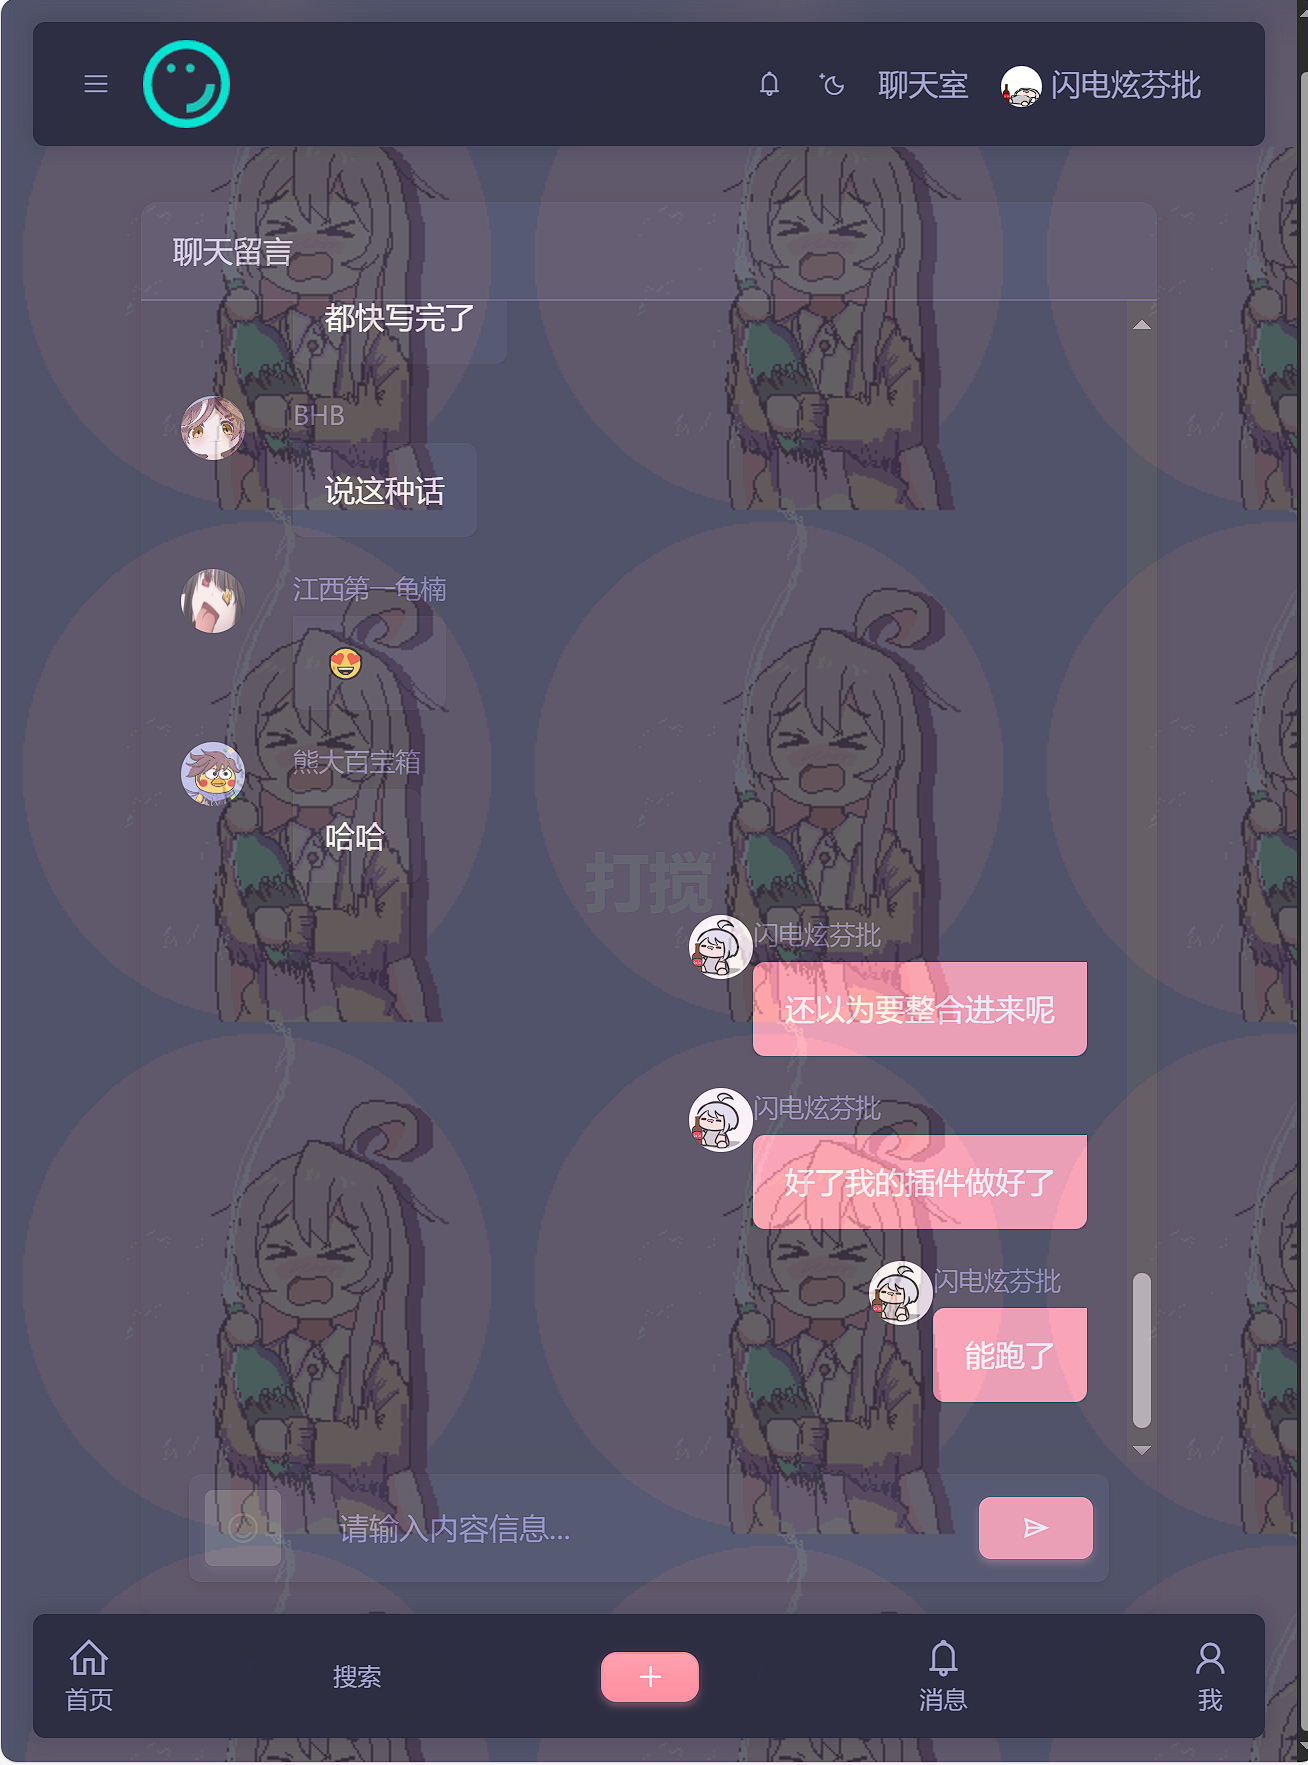 聊天室
闪电炫芬批
聊天留言
都快写完了
BHB
说这种话
江西第一龟楠
熊大百宝箱
哈哈
打搅
闪电炫芬批
还以为要整合进来呢
闪电炫芬批
好了我的插件做好了
闪电炫芬批
能跑了
请输入内容信息...
首页
搜索
消息
我